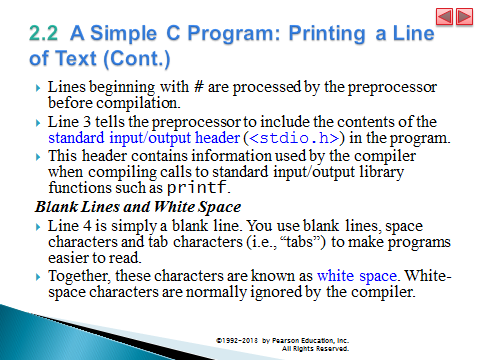 2.2 A Simple C Program: Printing a Line
of Text (Cont.)
Lines beginning with # are processed by the preprocessor
before compilation.
Line 3 tells the preprocessor to include the contents of the
standard input/output header (<stdio.h>) in the program.
This header contains information used by the compiler
when compiling calls to standard input/output library
functions such as printf.
Blank Lines and White Space
Line 4 is simply a blank line. You use blank lines, space
characters and tab characters (i.e., “tabs”) to make programs
easier to read.
Together, these characters are known as white space. White-
space characters are normally ignored by the compiler.
©1992-2013 by Pearson Education, Inc.
All Rights Reserved.